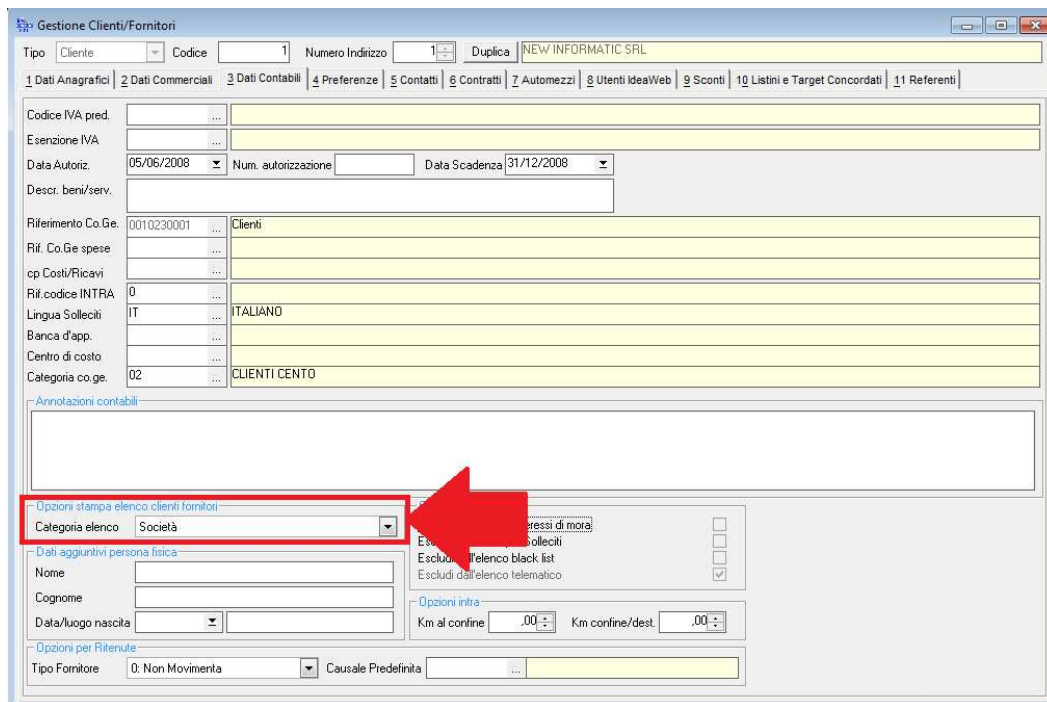 Gestione Clienti/Fornitori
Tipo Cliente Codice 1 Numero Indirizzo 1 Duplica NEW INFORMATIC SRL
1 Dati Anagrafici 2 Dati Commerciali 3 Dati Contabili 4 Preferenze 5 Contatti 6 Contratti 7 Automezzi 8 Utenti IdeaWeb 9 Sconti 10 Listini e Target Concordati 11 Referenti
Codice IVA pred. ...
Esenzione IVA ...
Data Autoriz. 05/06/2008 Num. autorizzazione Data Scadenza 31/12/2008
Descr. beni/serv.
Riferimento Co.Ge. 0010230001 ... Clienti
Rif. Co.Ge spese ...
cp Costi/Ricavi ...
Rif.codice INTRA 0 ...
Lingua Solleciti IT ... ITALIANO
Banca d'app. ...
Centro di costo ...
Categoria co.ge. 02 ... CLIENTI CENTO
Annotazioni contabili
Opzioni stampa elenco clienti fornitori
Categoria elenco Società
di mora
Solleciti
Escludi dall'elenco black list
Escludi dall'elenco telematico
Dati aggiuntivi persona fisica
Nome
Cognome
Data/luogo nascita
Opzioni intra
Km al confine ,00 Km confine/dest. ,00
Opzioni per Ritenute
Tipo Fornitore 0: Non Movimenta Causale Predefinita ...